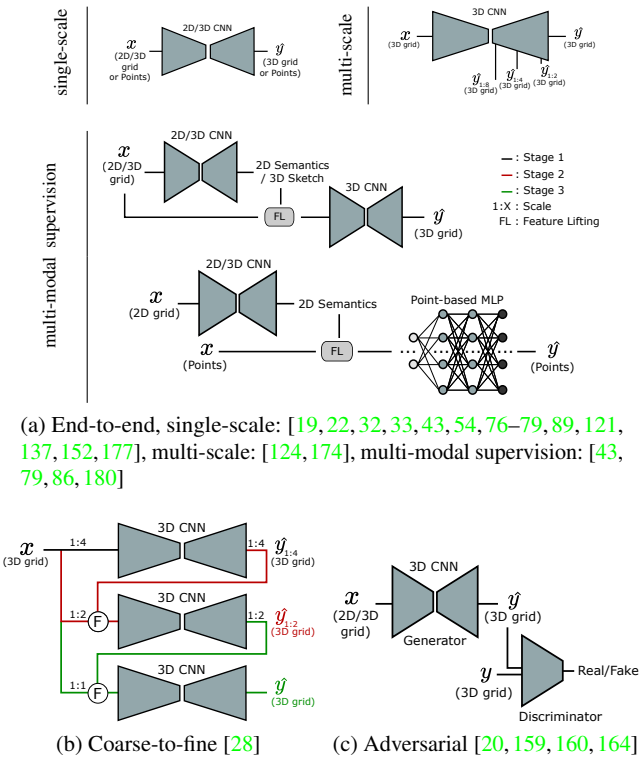 single-scale
x
(2D/3D
grid
or Points)
2D/3D CNN
ŷ
(3D grid
or Points)
multi-scale
x
(3D grid)
3D CNN
ŷ
(3D grid)
ŷ1:8
(3D grid)
ŷ1:4
(3D grid)
ŷ1:2
(3D grid)
multi-modal supervision
x
(2D/3D
grid)
2D/3D CNN
2D Semantics
/ 3D Sketch
FL
3D CNN
ŷ
(3D grid)
: Stage 1
: Stage 2
: Stage 3
1:X : Scale
FL : Feature Lifting
x
(2D grid)
2D/3D CNN
2D Semantics
x
(Points)
FL
Point-based MLP
ŷ
(Points)
(a) End-to-end, single-scale: [19, 22, 32, 33, 43, 54, 76–79, 89, 121,
137, 152, 177], multi-scale: [124, 174], multi-modal supervision: [43,
79, 86, 180]
x
(3D grid)
1:4
3D CNN
1:4
ŷ1:4
(3D grid)
1:2
F
3D CNN
1:2
ŷ1:2
(3D grid)
1:1
F
3D CNN
ŷ
(3D grid)
(b) Coarse-to-fine [28]
x
(2D/3D
grid)
3D CNN
Generator
ŷ
(3D grid)
y
(3D grid)
Real/Fake
Discriminator
(c) Adversarial [20, 159, 160, 164]